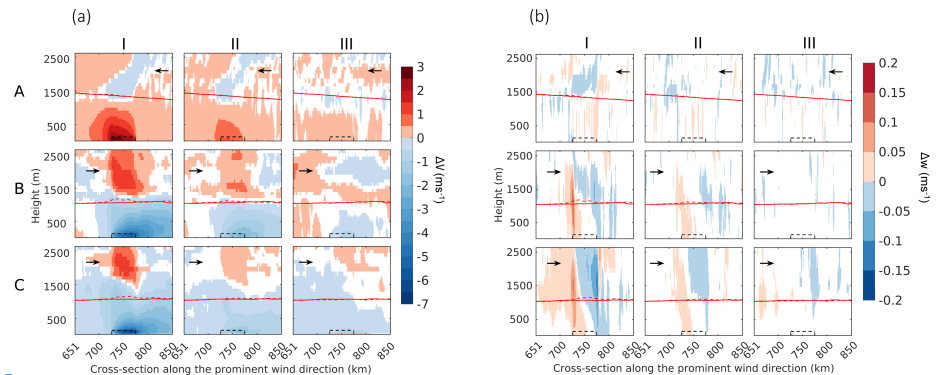 (a)
(b)
I II III
I II III
A
2500
1500
500
B
2500
1500
500
C
2500
1500
500
Height (m)
651 700 750 800 850
651 700 750 800 850
651 700 750 800 850
Cross-section along the prominent wind direction (km)
3
2
1
0
-1
-2
-3
-4
-5
-6
-7
ΔV (ms⁻¹)
A
2500
1500
500
B
2500
1500
500
C
2500
1500
500
Height (m)
651 700 750 800 850
651 700 750 800 850
651 700 750 800 850
Cross-section along the prominent wind direction (km)
0.2
0.15
0.1
0.05
0
-0.05
-0.1
-0.15
-0.2
Δw (ms⁻¹)